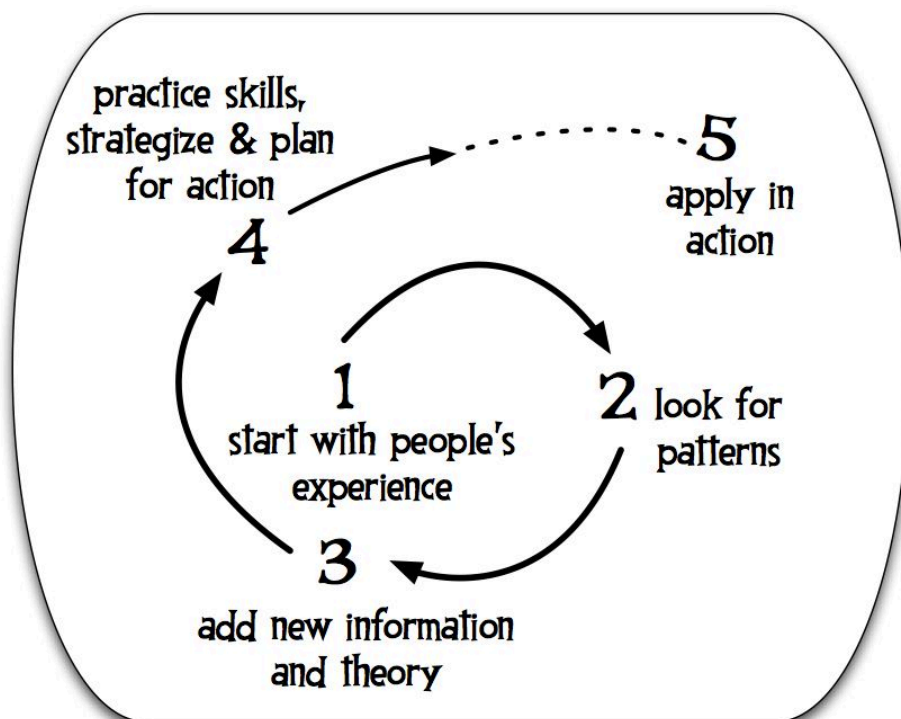 1
start with people's
experience
2 look for
patterns
3
add new information
and theory
practice skills,
strategize & plan
for action
4
5
apply in
action